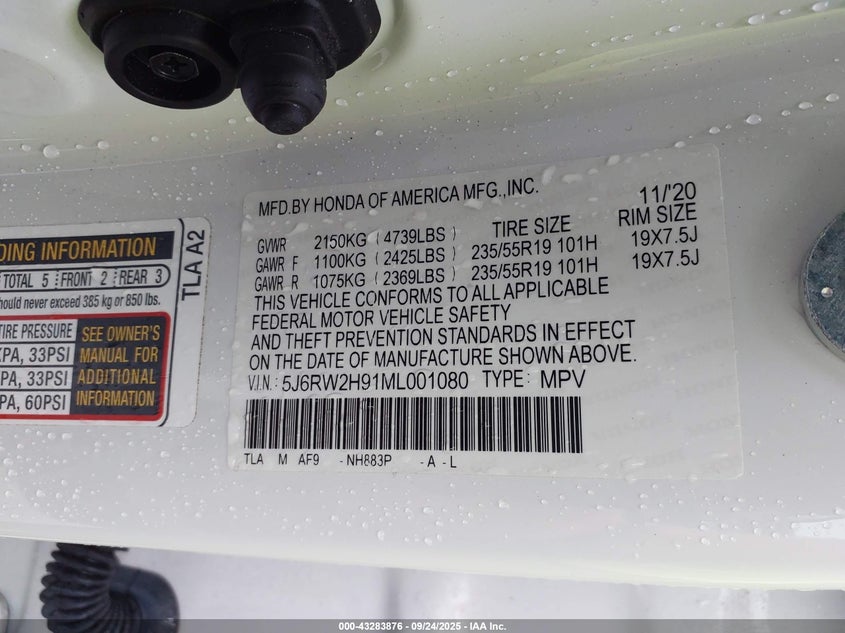 DING INFORMATION
TOTAL 5 FRONT 2 REAR 3
hould never exceed 385 kg or 850 lbs.
TIRE PRESSURE
KPA, 33PSI
PA, 33PSI
PA, 60PSI
SEE OWNER'S
MANUAL FOR
ADDITIONAL
INFORMATION
TLA A2
MFD.BY HONDA OF AMERICA MFG.,INC. 11/'20
GVWR 2150KG (4739LBS) TIRE SIZE RIM SIZE
GAWR F 1100KG (2425LBS) 235/55R19 101H 19X7.5J
GAWR R 1075KG (2369LBS) 235/55R19 101H 19X7.5J
THIS VEHICLE CONFORMS TO ALL APPLICABLE
FEDERAL MOTOR VEHICLE SAFETY
AND THEFT PREVENTION STANDARDS IN EFFECT
ON THE DATE OF MANUFACTURE SHOWN ABOVE.
V.I.N.: 5J6RW2H91ML001080 TYPE: MPV
TLA M AF9 -NH883P -A-L
000-43283876 - 09/24/2025 - IAA Inc.